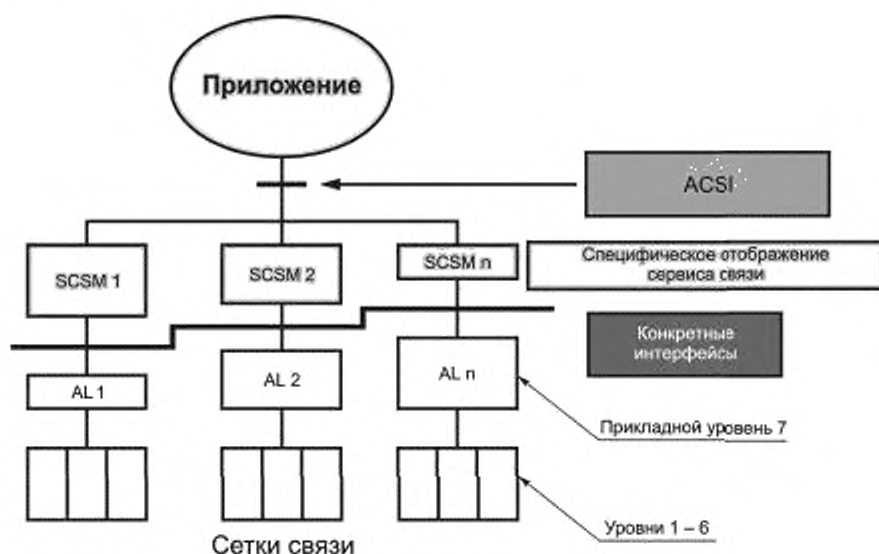 Приложение
ACSI
SCSM 1
SCSM 2
SCSM n
Специфическое отображение
сервиса связи
Конкретные
интерфейсы
AL 1
AL 2
AL n
Прикладной уровень 7
Уровни 1 – 6
Сетки связи